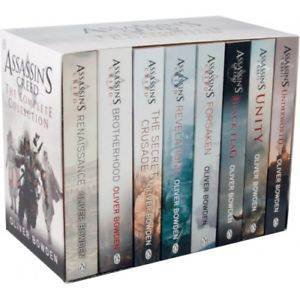 ASSASSIN'S
CREED
THE COMPLETE
COLLECTION
OLIVER BOWDEN
ASSASSIN'S
CREED
RENAISSANCE
OLIVER BOWDEN
ASSASSIN'S
CREED
BROTHERHOOD
OLIVER BOWDEN
ASSASSIN'S
CREED
THE SECRET
CRUSADE
OLIVER BOWDEN
ASSASSIN'S
CREED
REVELATIONS
OLIVER BOWDEN
ASSASSIN'S
CREED
FORSAKEN
OLIVER BOWDEN
ASSASSIN'S
CREED
BLACK FLAG
OLIVER BOWDEN
ASSASSIN'S
CREED
UNITY
OLIVER BOWDEN
ASSASSIN'S
CREED
UNDERWORLD
OLIVER BOWDEN